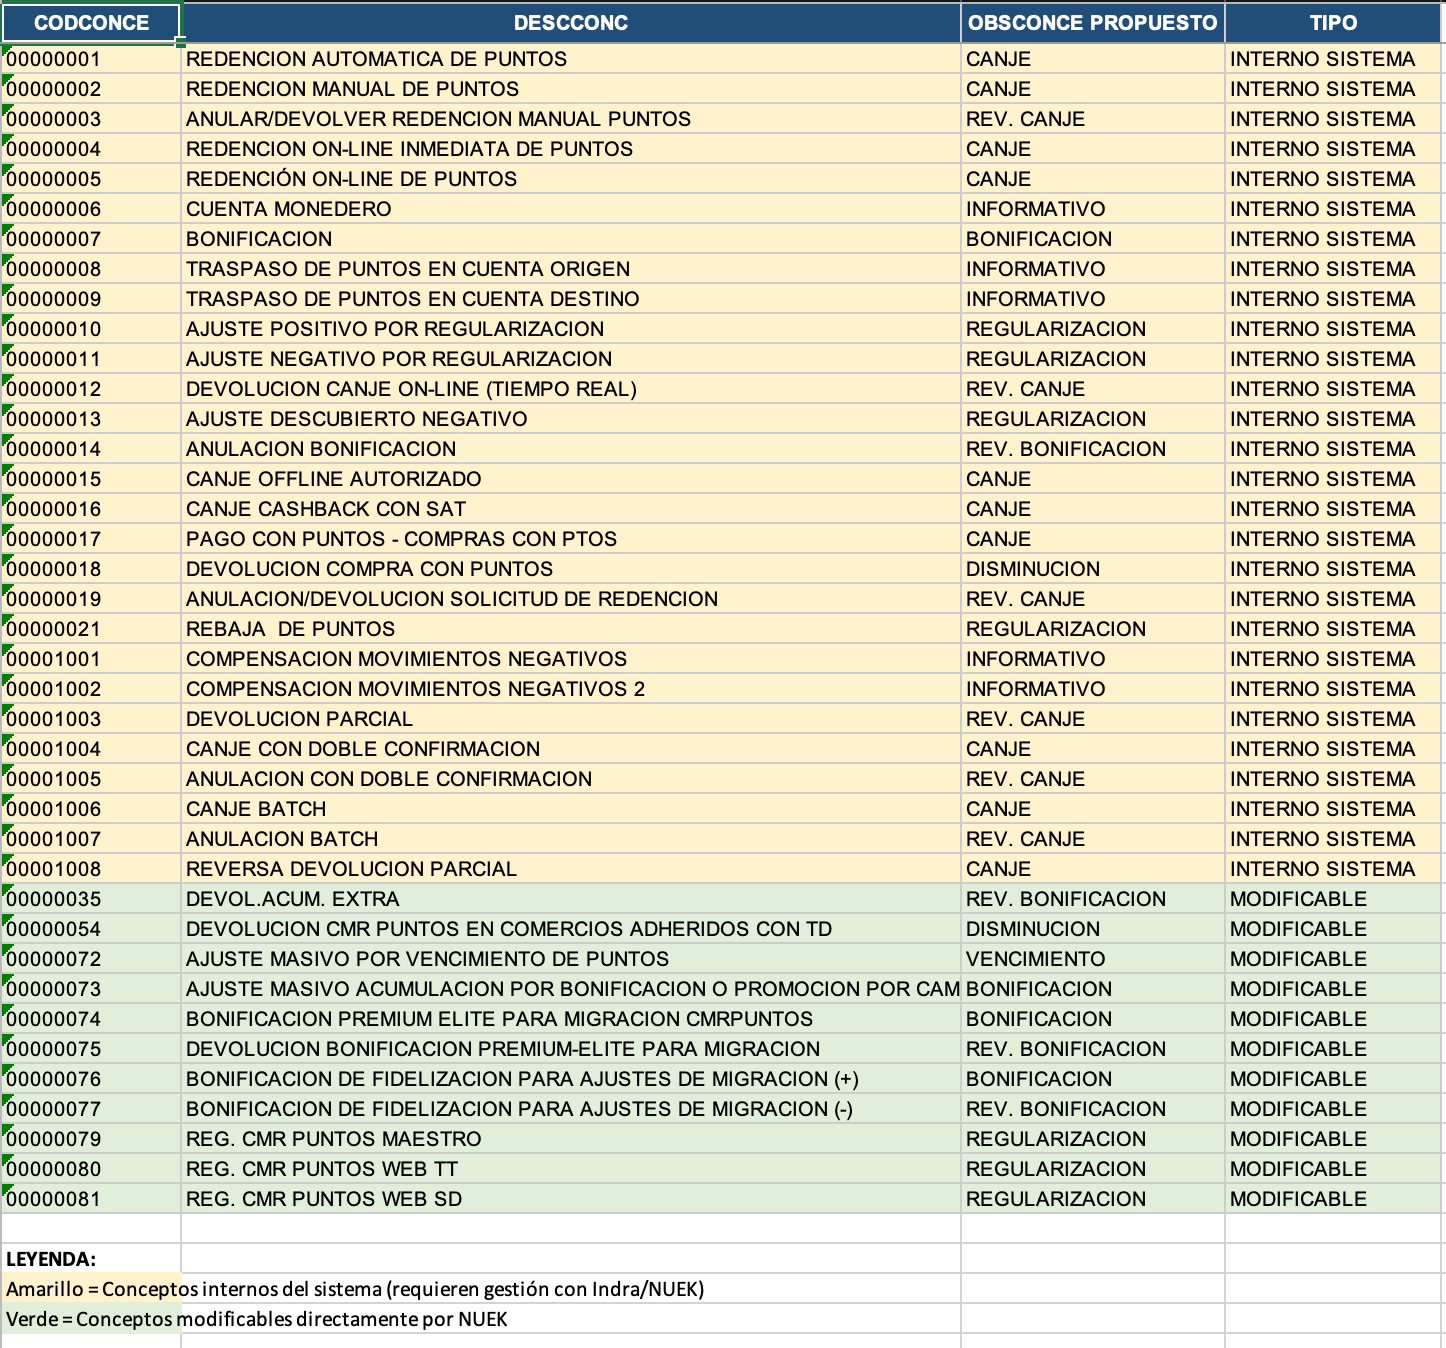 CODCONCE DESCCONC OBSCONCE PROPUESTO TIPO
00000001 REDENCION AUTOMATICA DE PUNTOS CANJE INTERNO SISTEMA
00000002 REDENCION MANUAL DE PUNTOS CANJE INTERNO SISTEMA
00000003 ANULAR/DEVOLVER REDENCION MANUAL PUNTOS REV. CANJE INTERNO SISTEMA
00000004 REDENCION ON-LINE INMEDIATA DE PUNTOS CANJE INTERNO SISTEMA
00000005 REDENCIÓN ON-LINE DE PUNTOS CANJE INTERNO SISTEMA
00000006 CUENTA MONEDERO INFORMATIVO INTERNO SISTEMA
00000007 BONIFICACION BONIFICACION INTERNO SISTEMA
00000008 TRASPASO DE PUNTOS EN CUENTA ORIGEN INFORMATIVO INTERNO SISTEMA
00000009 TRASPASO DE PUNTOS EN CUENTA DESTINO INFORMATIVO INTERNO SISTEMA
00000010 AJUSTE POSITIVO POR REGULARIZACION REGULARIZACION INTERNO SISTEMA
00000011 AJUSTE NEGATIVO POR REGULARIZACION REGULARIZACION INTERNO SISTEMA
00000012 DEVOLUCION CANJE ON-LINE (TIEMPO REAL) REV. CANJE INTERNO SISTEMA
00000013 AJUSTE DESCUBIERTO NEGATIVO REGULARIZACION INTERNO SISTEMA
00000014 ANULACION BONIFICACION REV. BONIFICACION INTERNO SISTEMA
00000015 CANJE OFFLINE AUTORIZADO CANJE INTERNO SISTEMA
00000016 CANJE CASHBACK CON SAT CANJE INTERNO SISTEMA
00000017 PAGO CON PUNTOS - COMPRAS CON PTOS CANJE INTERNO SISTEMA
00000018 DEVOLUCION COMPRA CON PUNTOS DISMINUCION INTERNO SISTEMA
00000019 ANULACION/DEVOLUCION SOLICITUD DE REDENCION REV. CANJE INTERNO SISTEMA
00000021 REBAJA  DE PUNTOS REGULARIZACION INTERNO SISTEMA
00001001 COMPENSACION MOVIMIENTOS NEGATIVOS INFORMATIVO INTERNO SISTEMA
00001002 COMPENSACION MOVIMIENTOS NEGATIVOS 2 INFORMATIVO INTERNO SISTEMA
00001003 DEVOLUCION PARCIAL REV. CANJE INTERNO SISTEMA
00001004 CANJE CON DOBLE CONFIRMACION CANJE INTERNO SISTEMA
00001005 ANULACION CON DOBLE CONFIRMACION REV. CANJE INTERNO SISTEMA
00001006 CANJE BATCH CANJE INTERNO SISTEMA
00001007 ANULACION BATCH REV. CANJE INTERNO SISTEMA
00001008 REVERSA DEVOLUCION PARCIAL CANJE INTERNO SISTEMA
00000035 DEVOL.ACUM. EXTRA REV. BONIFICACION MODIFICABLE
00000054 DEVOLUCION CMR PUNTOS EN COMERCIOS ADHERIDOS CON TD DISMINUCION MODIFICABLE
00000072 AJUSTE MASIVO POR VENCIMIENTO DE PUNTOS VENCIMIENTO MODIFICABLE
00000073 AJUSTE MASIVO ACUMULACION POR BONIFICACION O PROMOCION POR CAM BONIFICACION MODIFICABLE
00000074 BONIFICACION PREMIUM ELITE PARA MIGRACION CMRPUNTOS BONIFICACION MODIFICABLE
00000075 DEVOLUCION BONIFICACION PREMIUM-ELITE PARA MIGRACION REV. BONIFICACION MODIFICABLE
00000076 BONIFICACION DE FIDELIZACION PARA AJUSTES DE MIGRACION (+) BONIFICACION MODIFICABLE
00000077 BONIFICACION DE FIDELIZACION PARA AJUSTES DE MIGRACION (-) REV. BONIFICACION MODIFICABLE
00000079 REG. CMR PUNTOS MAESTRO REGULARIZACION MODIFICABLE
00000080 REG. CMR PUNTOS WEB TT REGULARIZACION MODIFICABLE
00000081 REG. CMR PUNTOS WEB SD REGULARIZACION MODIFICABLE
LEYENDA:
Amarillo = Conceptos internos del sistema (requieren gestión con Indra/NUEK)
Verde = Conceptos modificables directamente por NUEK